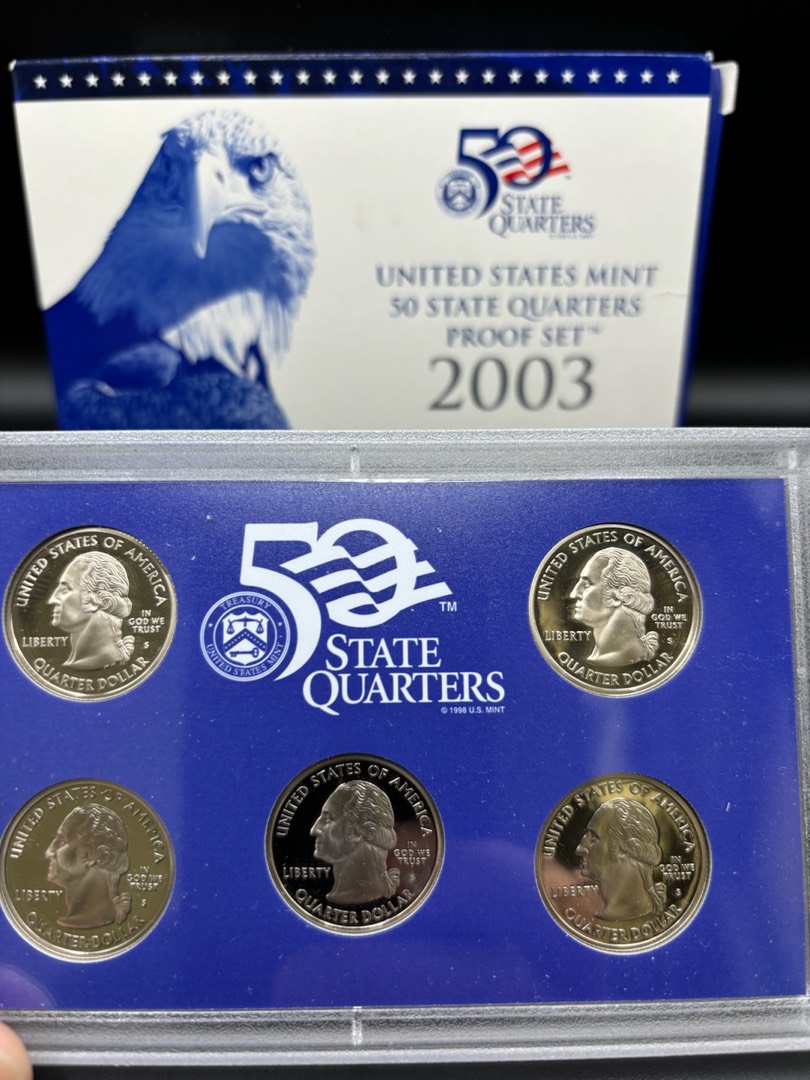 50
STATE
QUARTERS
UNITED STATES MINT
50 STATE QUARTERS
PROOF SET™
2003
UNITED STATES OF AMERICA
LIBERTY
IN
GOD WE
TRUST
S
QUARTER DOLLAR
50™
TREASURY
UNITED STATES MINT
STATE
QUARTERS
© 1998 U.S. MINT
UNITED STATES OF AMERICA
LIBERTY
IN
GOD WE
TRUST
S
QUARTER DOLLAR
UNITED STATES OF AMERICA
LIBERTY
IN
GOD WE
TRUST
S
QUARTER DOLLAR
UNITED STATES OF AMERICA
LIBERTY
IN
GOD WE
TRUST
S
QUARTER DOLLAR
UNITED STATES OF AMERICA
LIBERTY
IN
GOD WE
TRUST
S
QUARTER DOLLAR